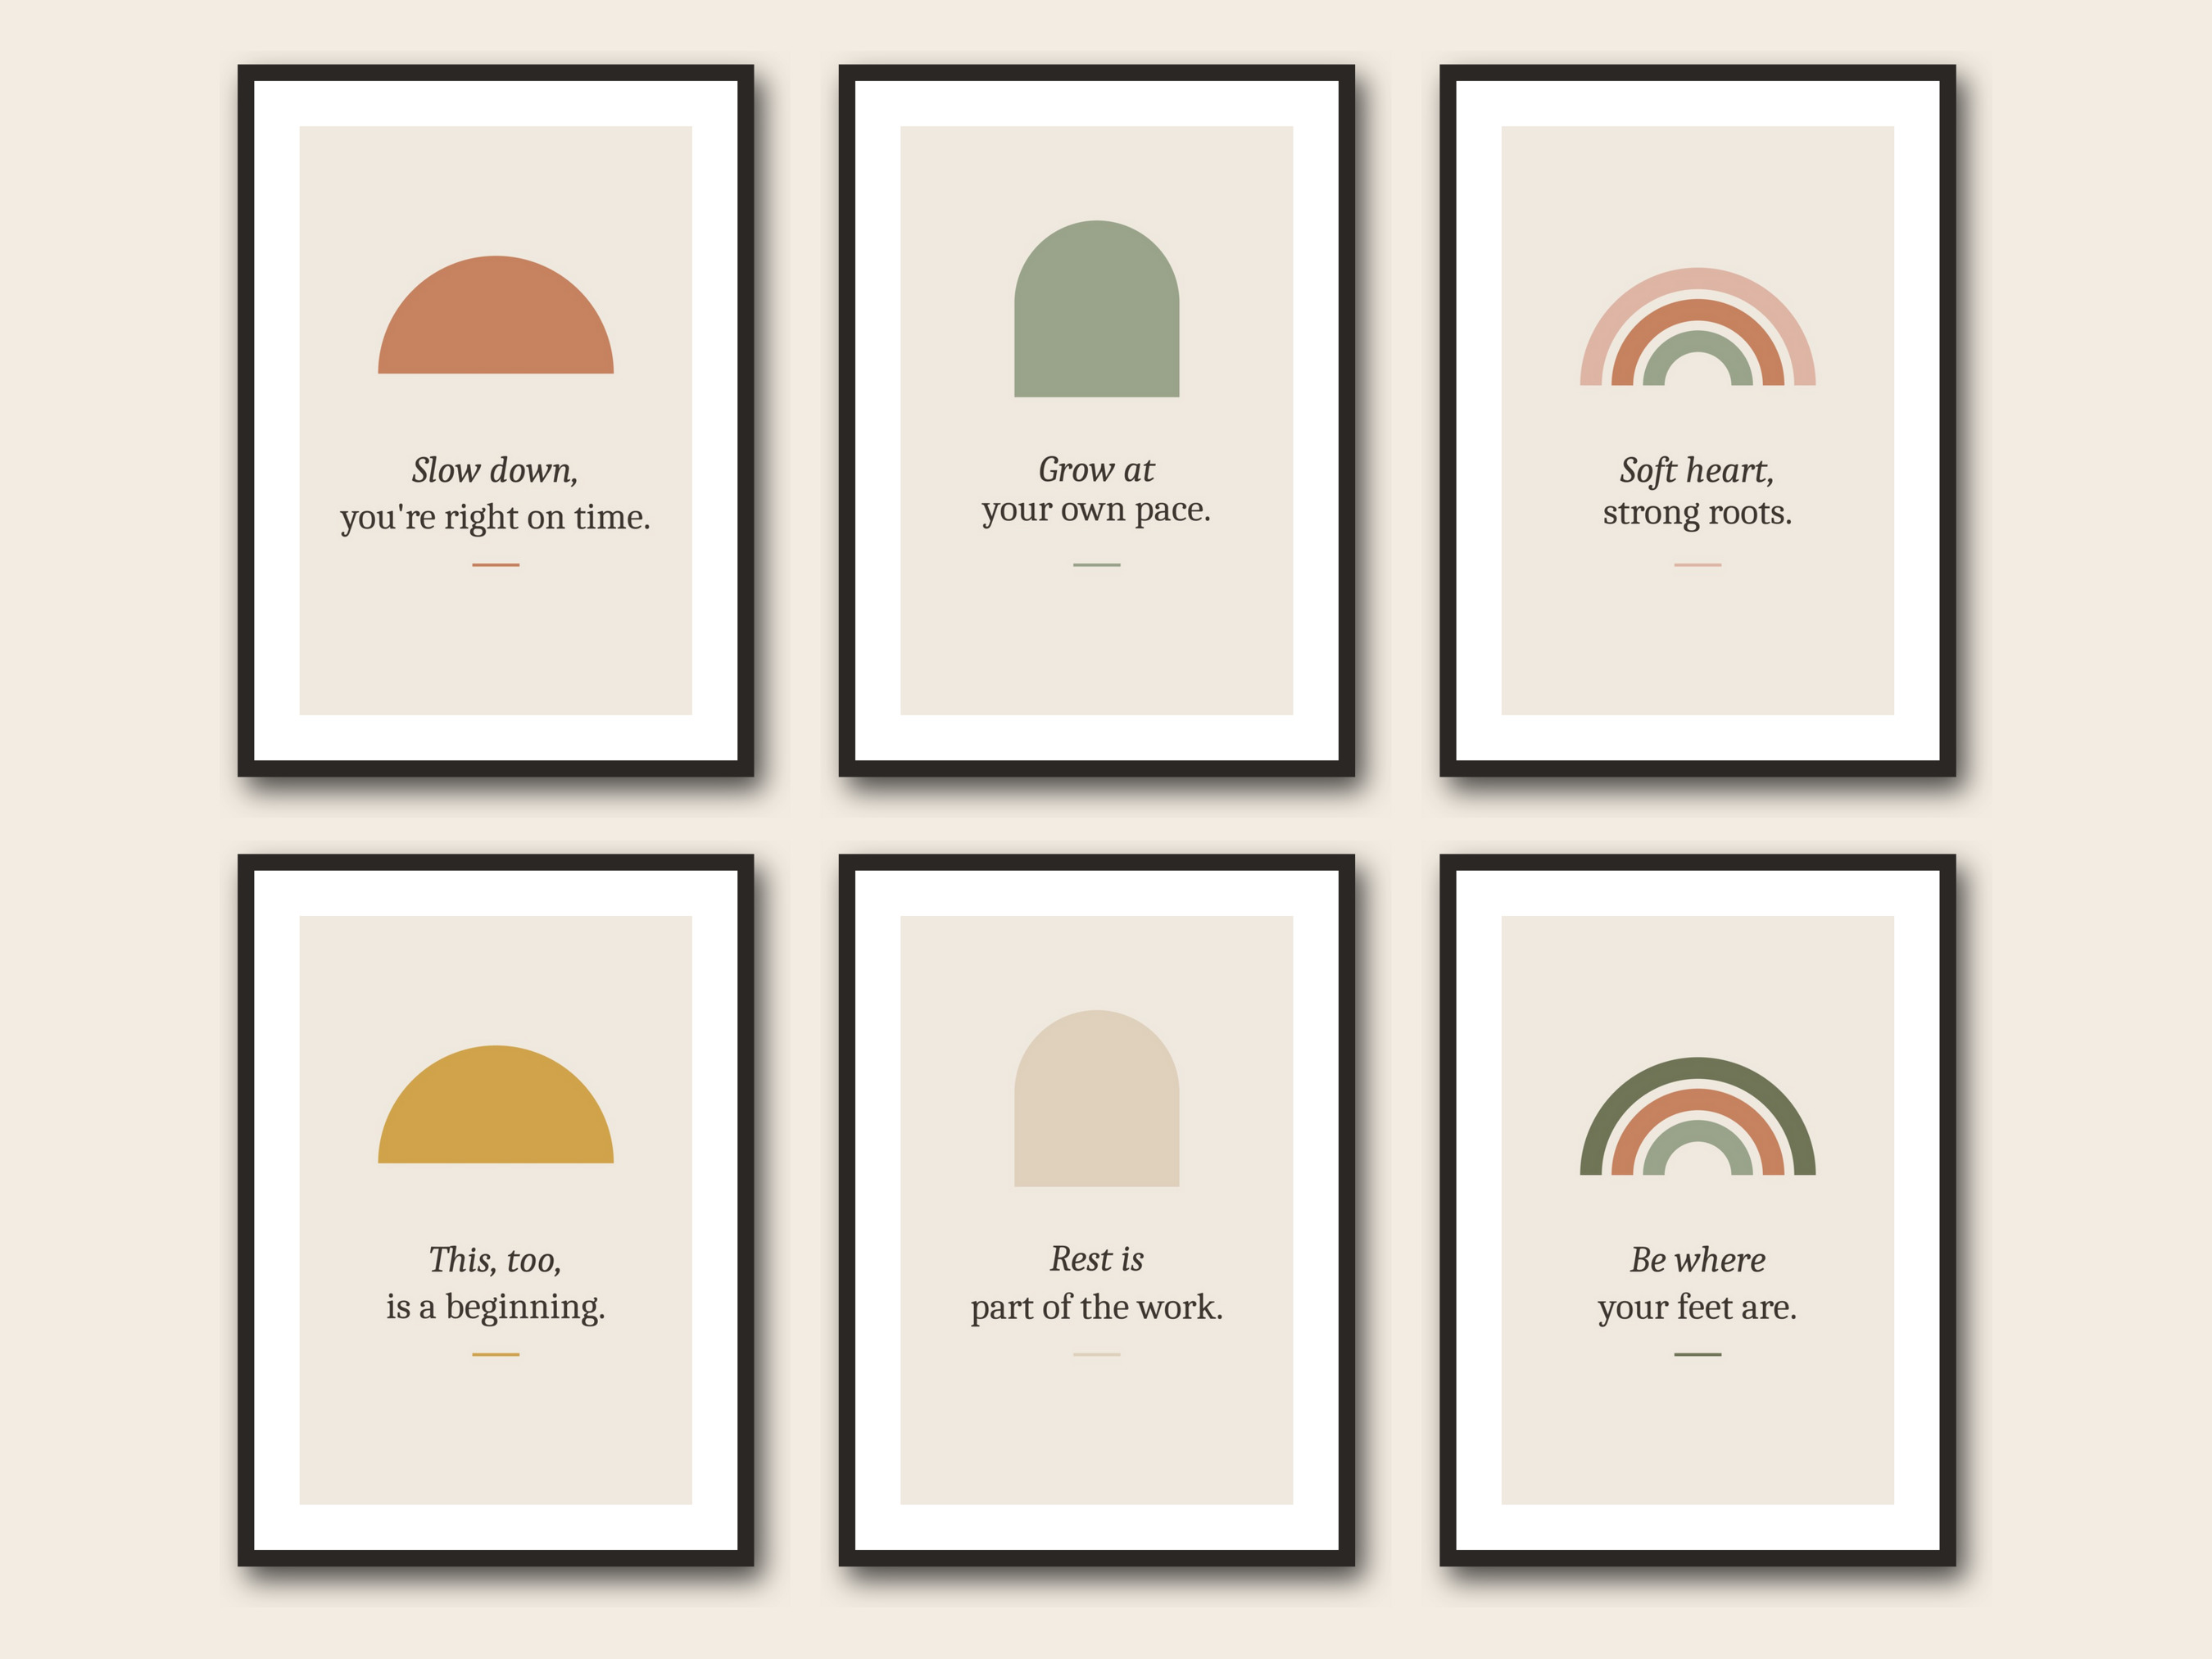 Slow down,
you're right on time.
Grow at
your own pace.
Soft heart,
strong roots.
This, too,
is a beginning.
Rest is
part of the work.
Be where
your feet are.